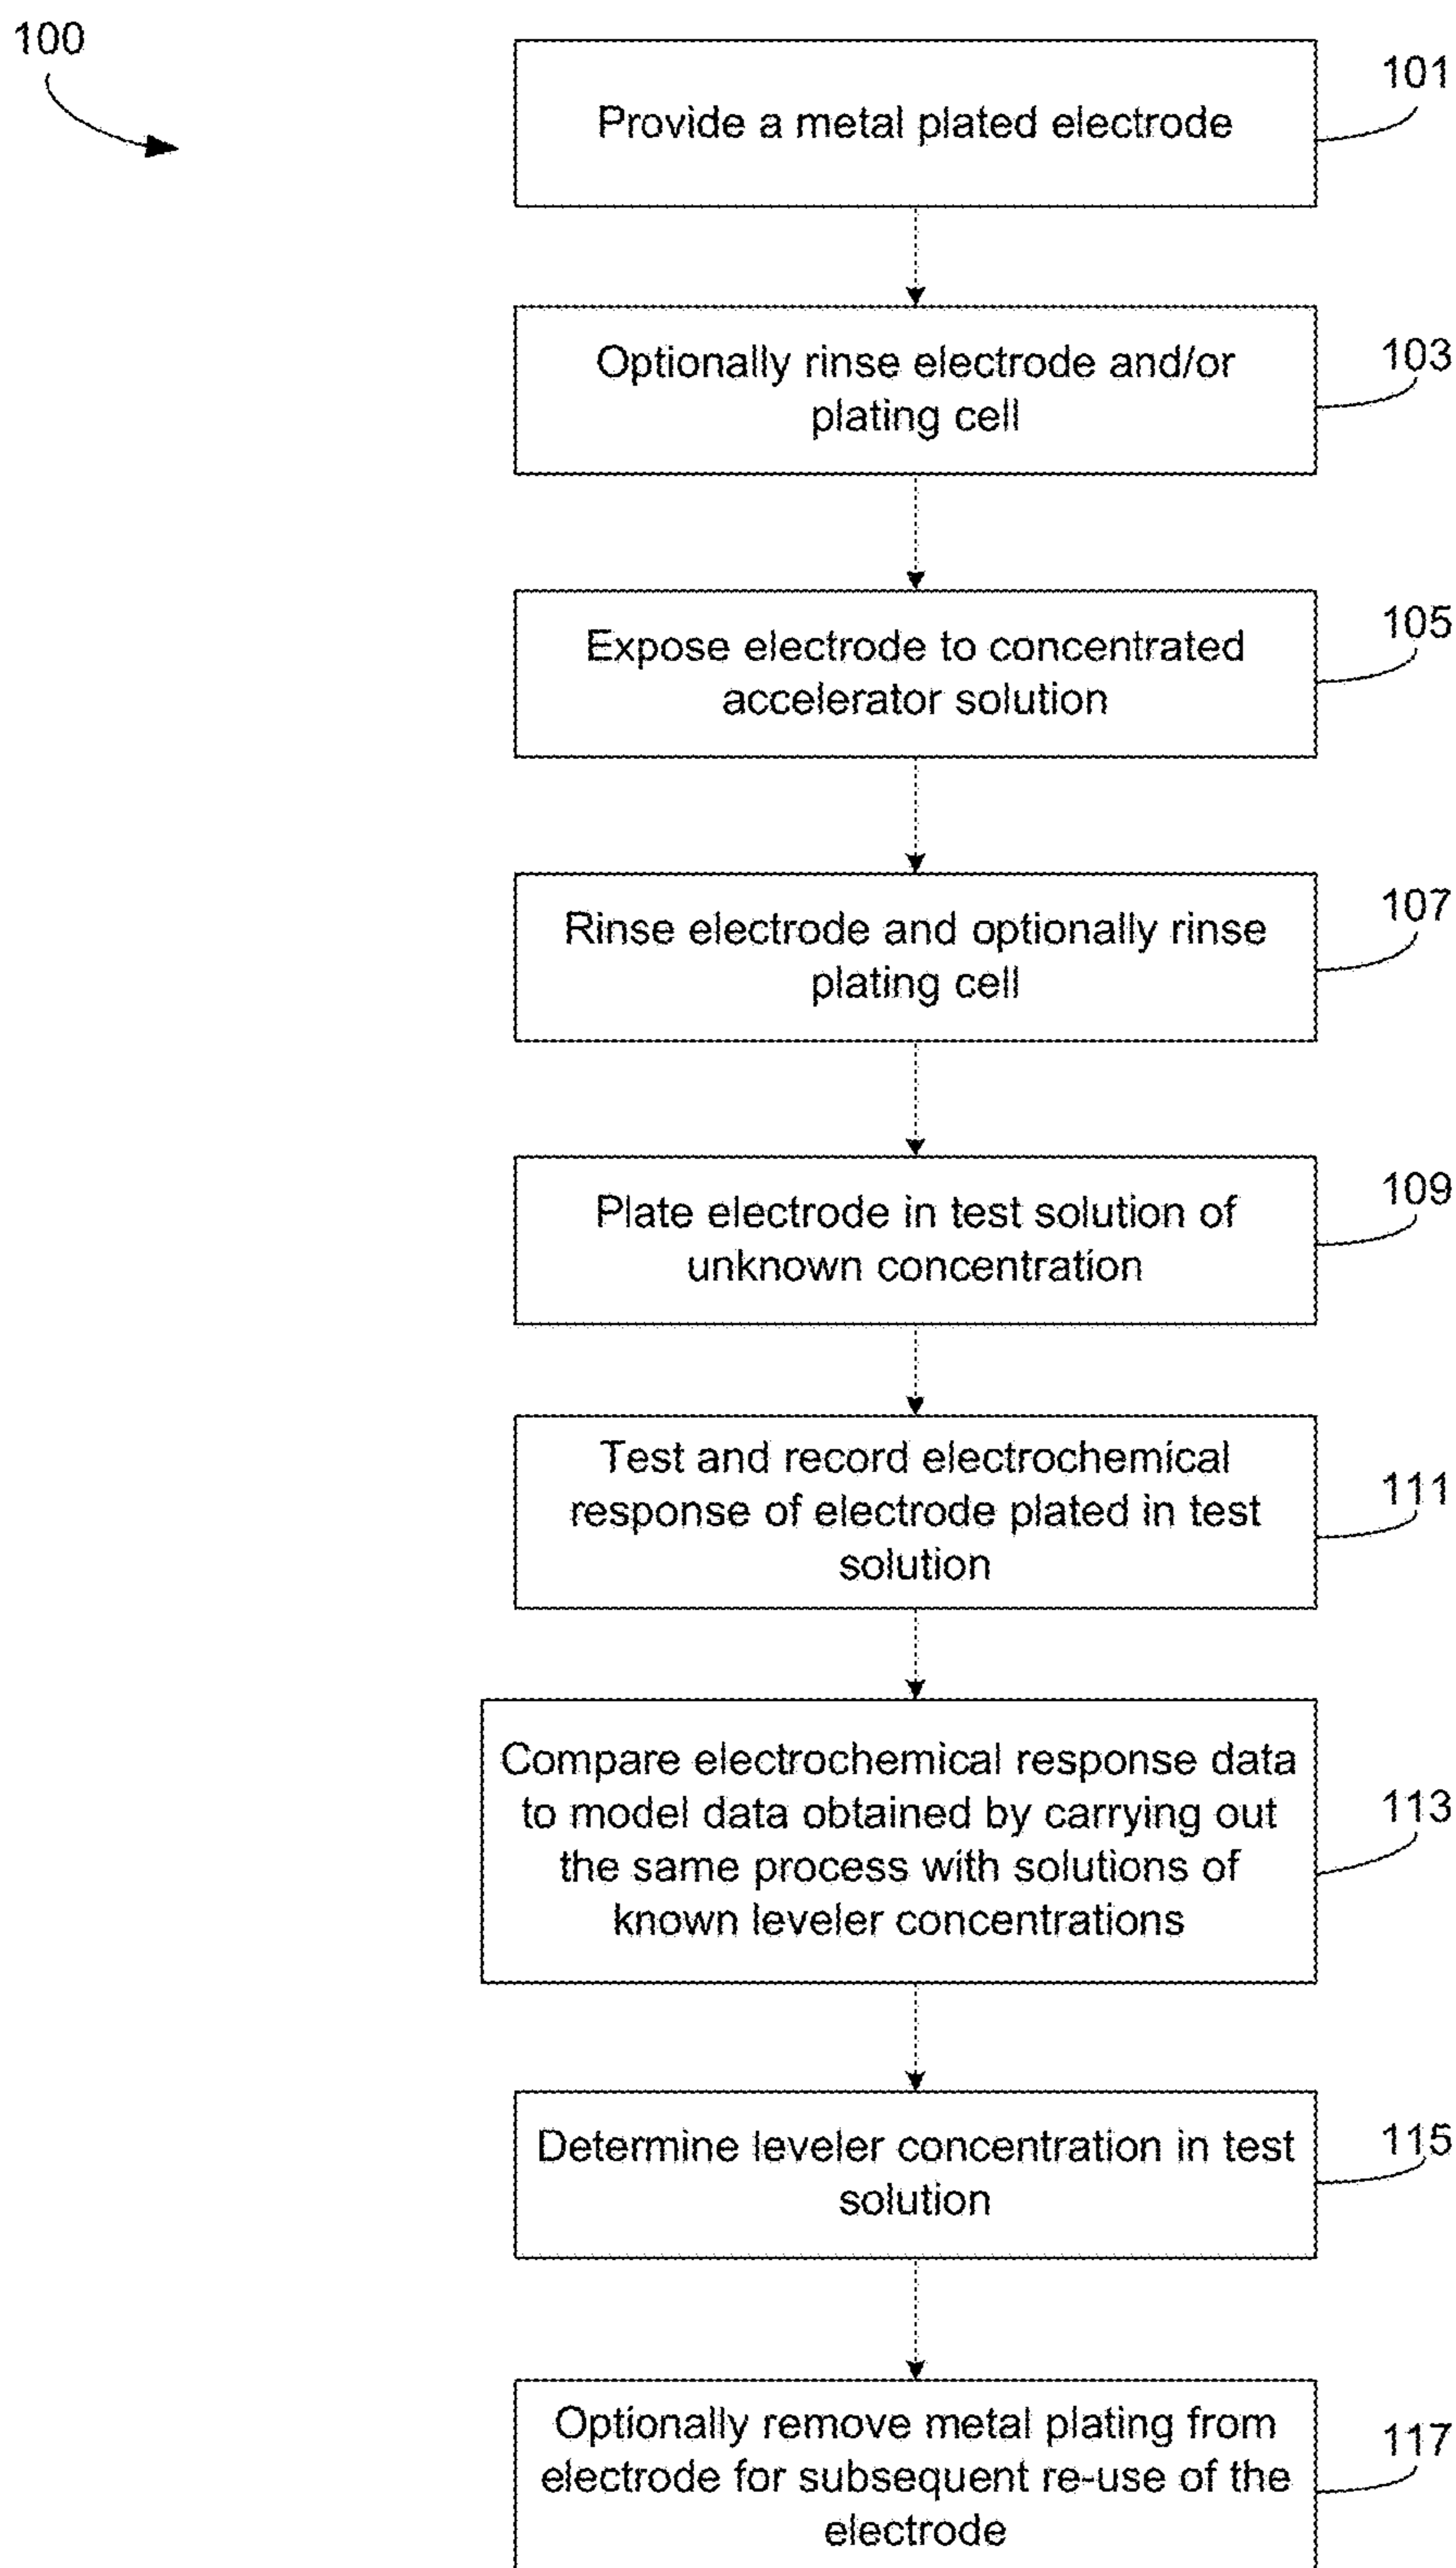 100
101
Provide a metal plated electrode
103
Optionally rinse electrode and/or
plating cell
105
Expose electrode to concentrated
accelerator solution
107
Rinse electrode and optionally rinse
plating cell
109
Plate electrode in test solution of
unknown concentration
111
Test and record electrochemical
response of electrode plated in test
solution
113
Compare electrochemical response data
to model data obtained by carrying out
the same process with solutions of
known leveler concentrations
115
Determine leveler concentration in test
solution
117
Optionally remove metal plating from
electrode for subsequent re-use of the
electrode